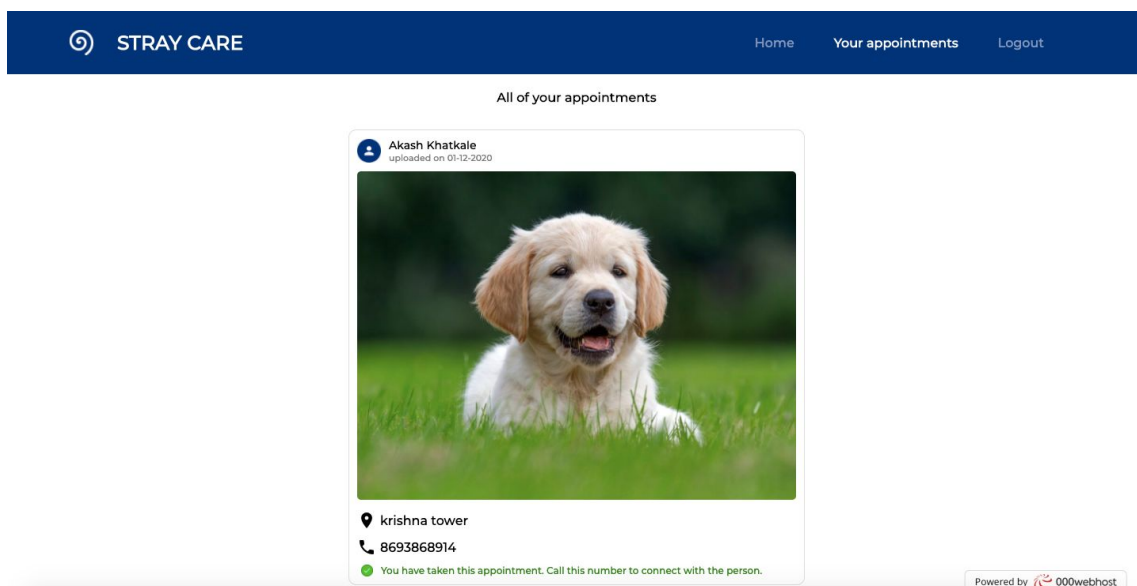 STRAY CARE
Home Your appointments Logout
All of your appointments
Akash Khatkale
uploaded on 01-12-2020
krishna tower
8693868914
You have taken this appointment. Call this number to connect with the person.
Powered by 000webhost